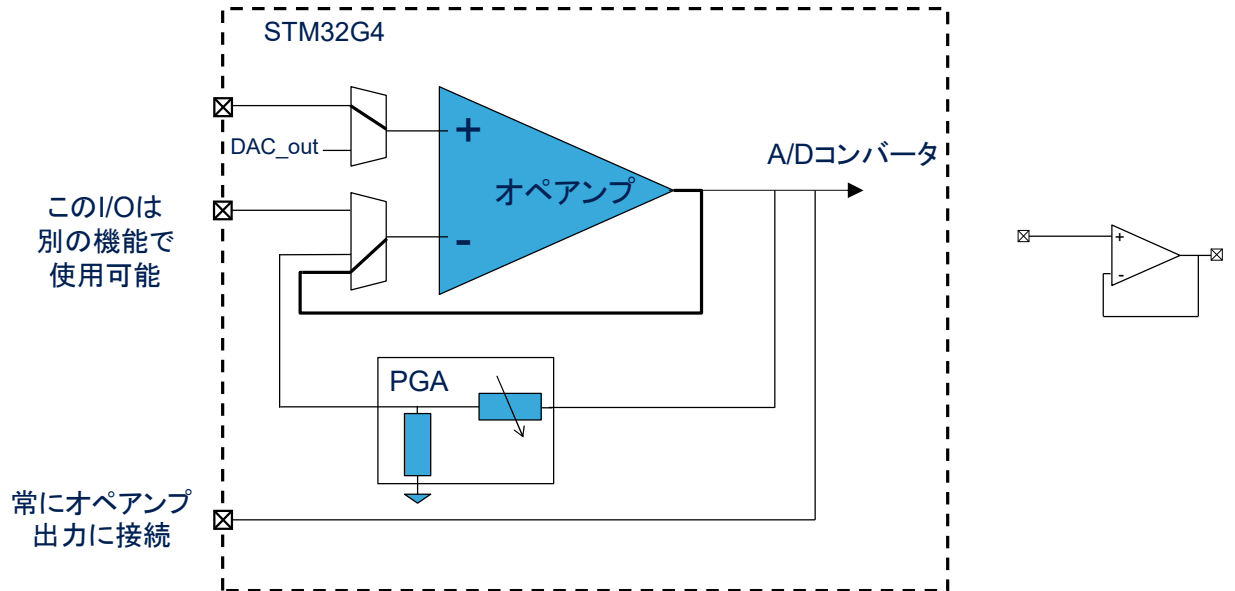 STM32G4
DAC_out
A/Dコンバータ
+
オペアンプ
-
このI/Oは
別の機能で
使用可能
+
-
PGA
常にオペアンプ
出力に接続